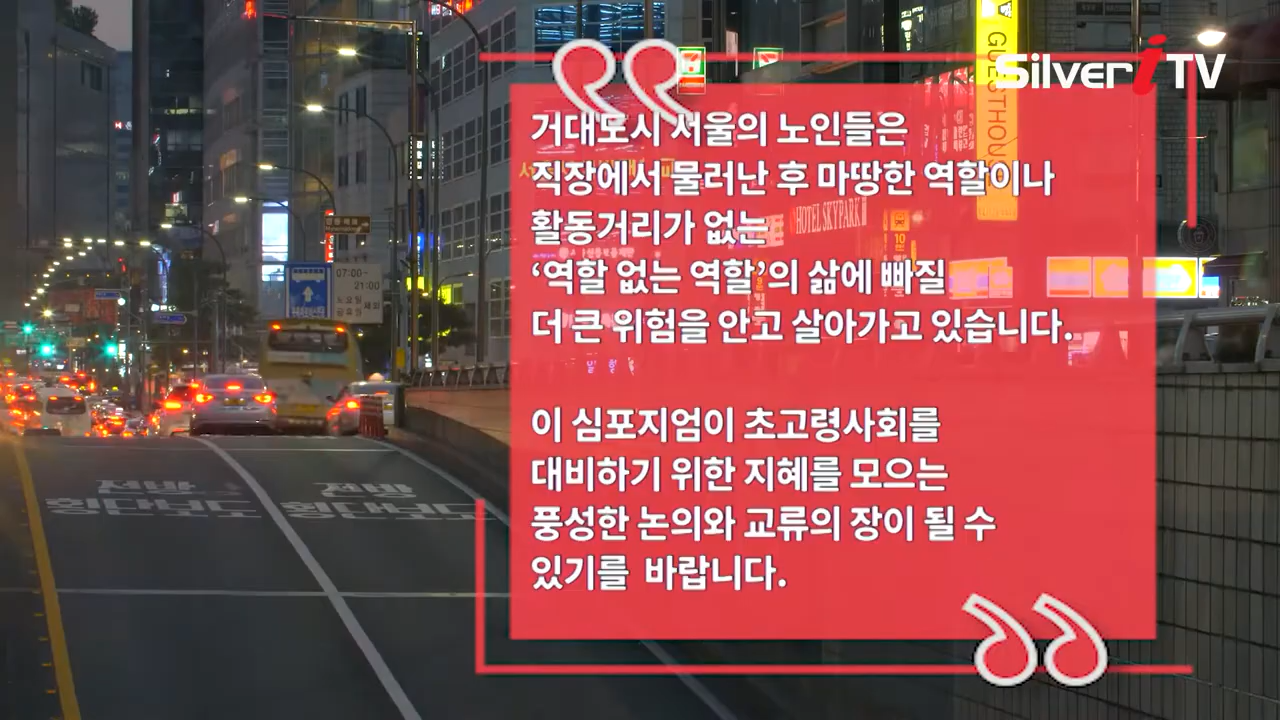 Silver i TV
GUESTHOU
거대도시 서울의 노인들은
직장에서 물러난 후 마땅한 역할이나
활동거리가 없는
‘역할 없는 역할’의 삶에 빠질
더 큰 위험을 안고 살아가고 있습니다.
이 심포지엄이 초고령사회를
대비하기 위한 지혜를 모으는
풍성한 논의와 교류의 장이 될 수
있기를 바랍니다.
HOTEL SKYPARK
07:00~
21:00
전방
횡단보도
전방
횡단보도